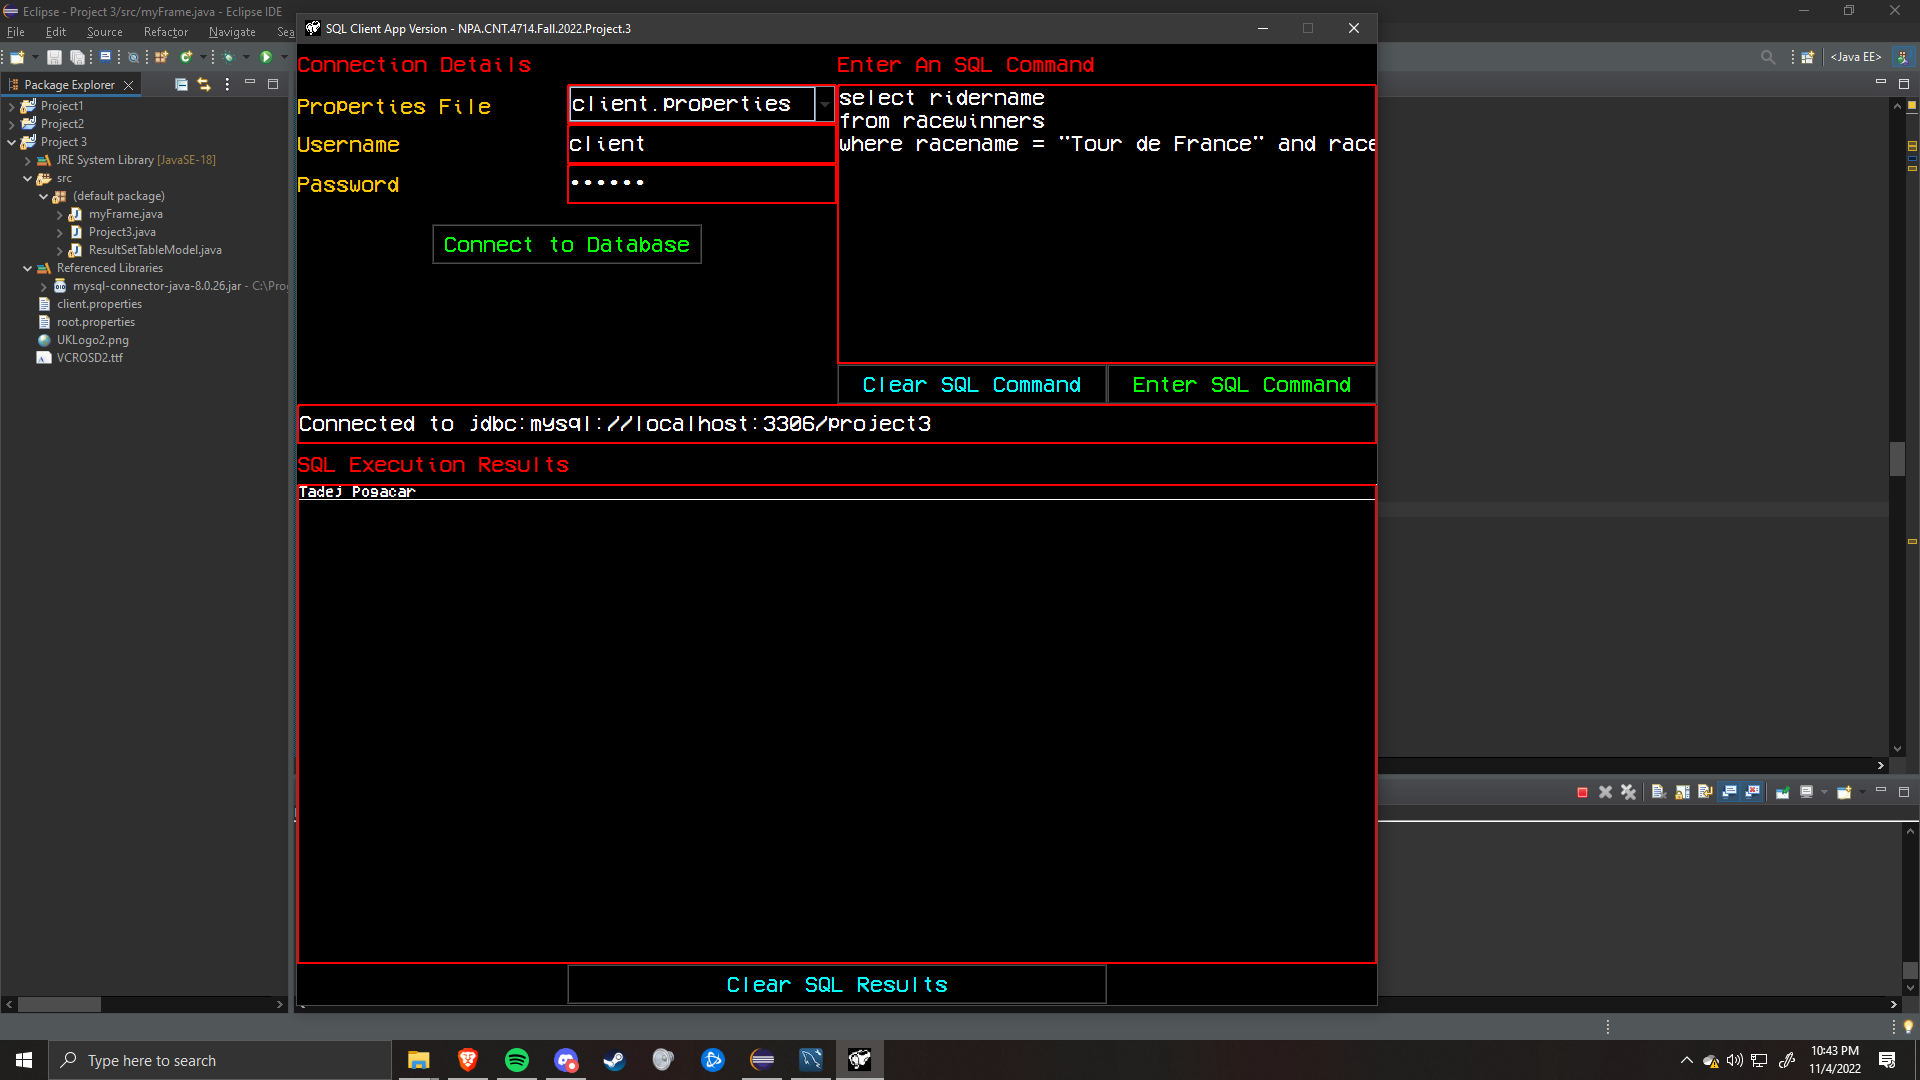 Eclipse - Project 3/src/myFrame.java - Eclipse IDE
File Edit Source Refactor Navigate Sea
<Java EE>
Package Explorer
Project1
Project2
Project 3
JRE System Library [JavaSE-18]
src
(default package)
myFrame.java
Project3.java
ResultSetTableModel.java
Referenced Libraries
mysql-connector-java-8.0.26.jar - C:\Prog
client.properties
root.properties
UKLogo2.png
VCROSD2.ttf
SQL Client App Version - NPA.CNT.4714.Fall.2022.Project.3
Connection Details
Properties File
client.properties
Username
client
Password
••••••
Connect to Database
Enter An SQL Command
select ridername
from racewinners
where racename = "Tour de France" and race
Clear SQL Command
Enter SQL Command
Connected to jdbc:mysql://localhost:3306/project3
SQL Execution Results
Tadej Pogacar
Clear SQL Results
Type here to search
10:43 PM
11/4/2022